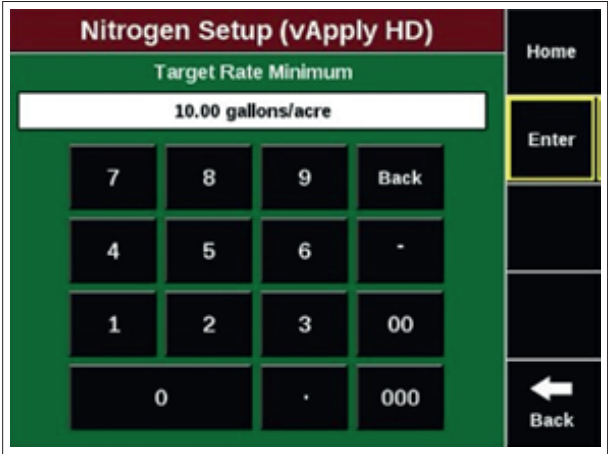 Nitrogen Setup (vApply HD)
Home
Target Rate Minimum
10.00 gallons/acre
Enter
7 8 9 Back
4 5 6 -
1 2 3 00
0 . 000
Back